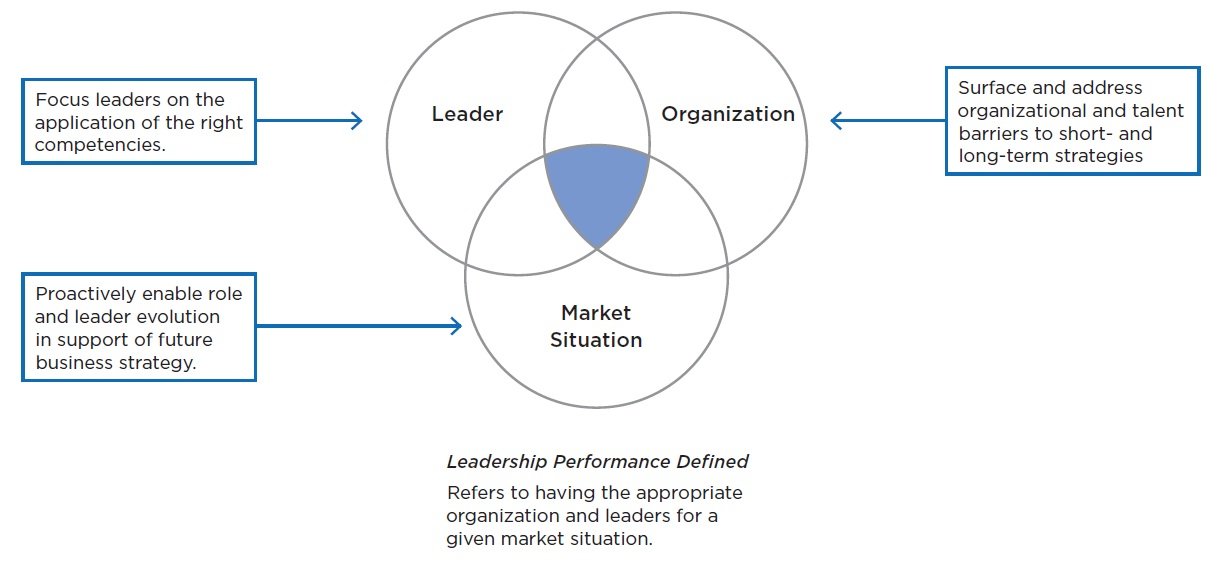 Focus leaders on the
application of the right
competencies.
Leader
Organization
Surface and address
organizational and talent
barriers to short- and
long-term strategies
Proactively enable role
and leader evolution
in support of future
business strategy.
Market
Situation
Leadership Performance Defined
Refers to having the appropriate
organization and leaders for a
given market situation.